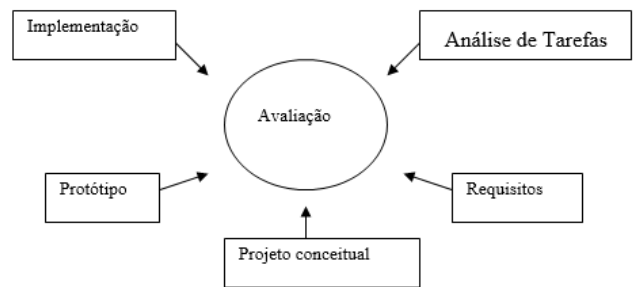 Implementação
Análise de Tarefas
Avaliação
Protótipo
Requisitos
Projeto conceitual